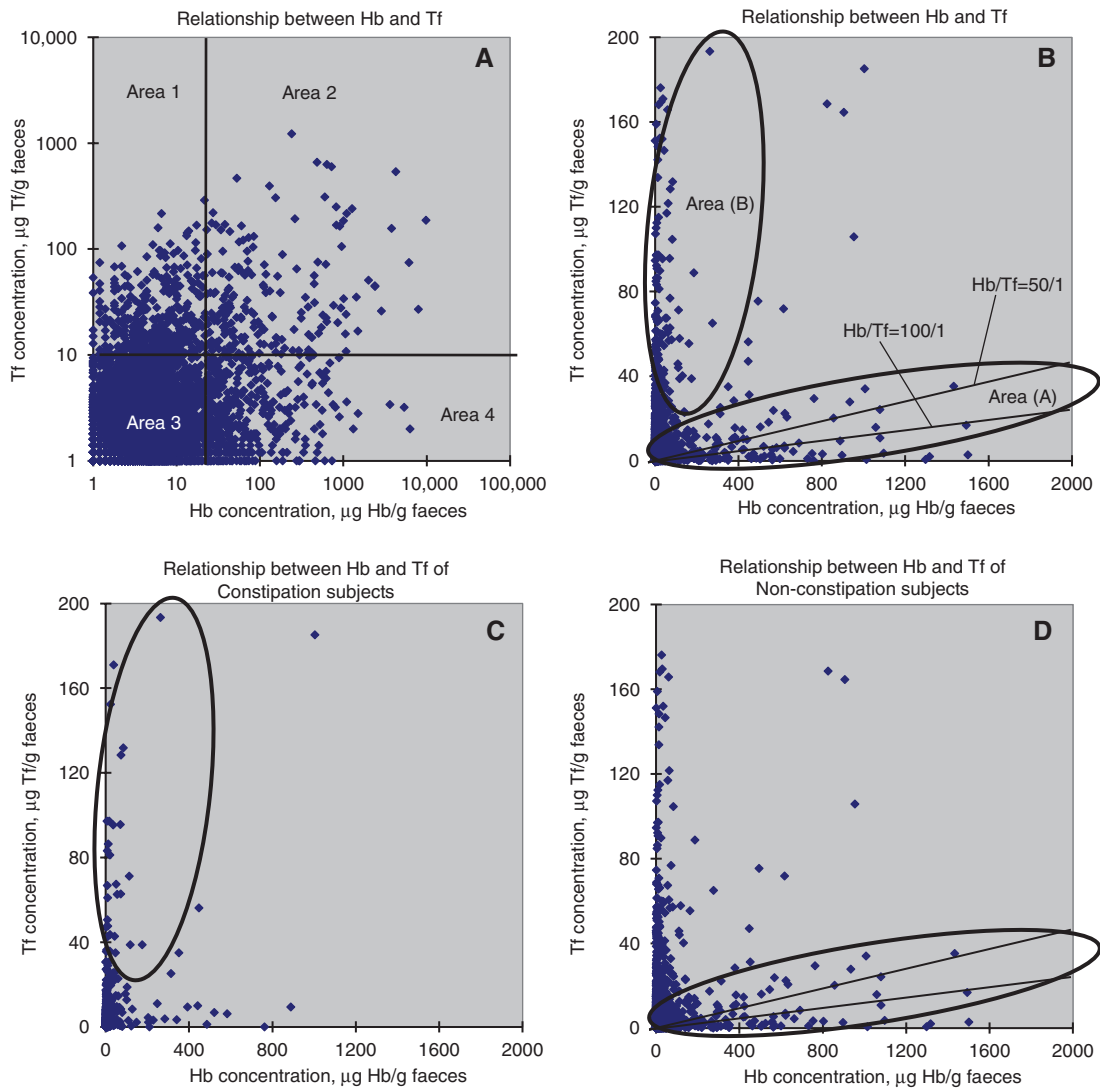 Relationship between Hb and Tf
A
Area 1
Area 2
Area 3
Area 4
10,000
1000
100
10
1
Tf concentration, µg Tf/g faeces
1
10
100
1000
10,000
100,000
Hb concentration, µg Hb/g faeces
Relationship between Hb and Tf
B
Area (B)
Hb/Tf=50/1
Hb/Tf=100/1
Area (A)
200
160
120
80
40
0
Tf concentration, µg Tf/g faeces
0
400
800
1200
1600
2000
Hb concentration, µg Hb/g faeces
Relationship between Hb and Tf of
Constipation subjects
C
200
160
120
80
40
0
Tf concentration, µg Tf/g faeces
0
400
800
1200
1600
2000
Hb concentration, µg Hb/g faeces
Relationship between Hb and Tf of
Non-constipation subjects
D
200
160
120
80
40
0
Tf concentration, µg Tf/g faeces
0
400
800
1200
1600
2000
Hb concentration, µg Hb/g faeces